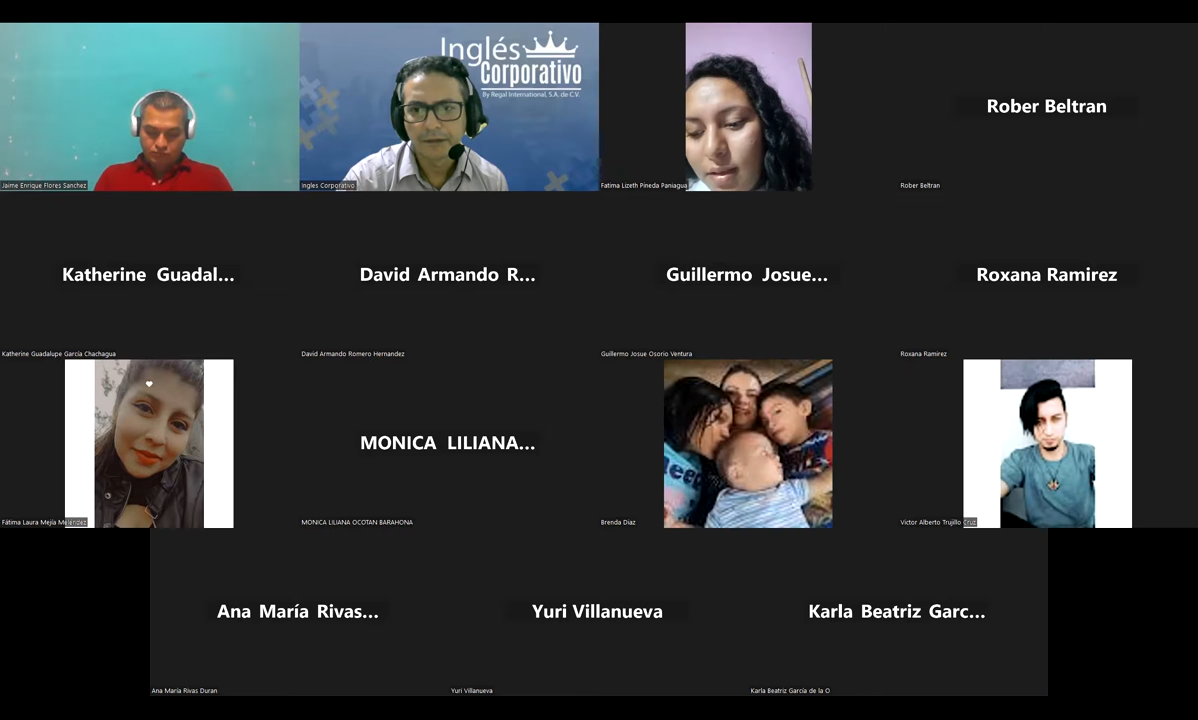 Inglés
Corporativo
By Regal International, S.A. de C.V.
Rober Beltran
Jaime Enrique Flores Sanchez
Ingles Corporativo
Fatima Lizeth Pineda Paniagua
Rober Beltran
Katherine Guadal...
David Armando R...
Guillermo Josue...
Roxana Ramirez
Katherine Guadalupe García Chachagua
David Armando Romero Hernandez
Guillermo Josue Osorio Ventura
Roxana Ramirez
MONICA LILIANA...
Fátima Laura Mejía Meléndez
MONICA LILIANA OCOTAN BARAHONA
Brenda Diaz
Victor Alberto Trujillo Cruz
Ana María Rivas...
Yuri Villanueva
Karla Beatriz Garc...
Ana María Rivas Duran
Yuri Villanueva
Karla Beatriz García de la O